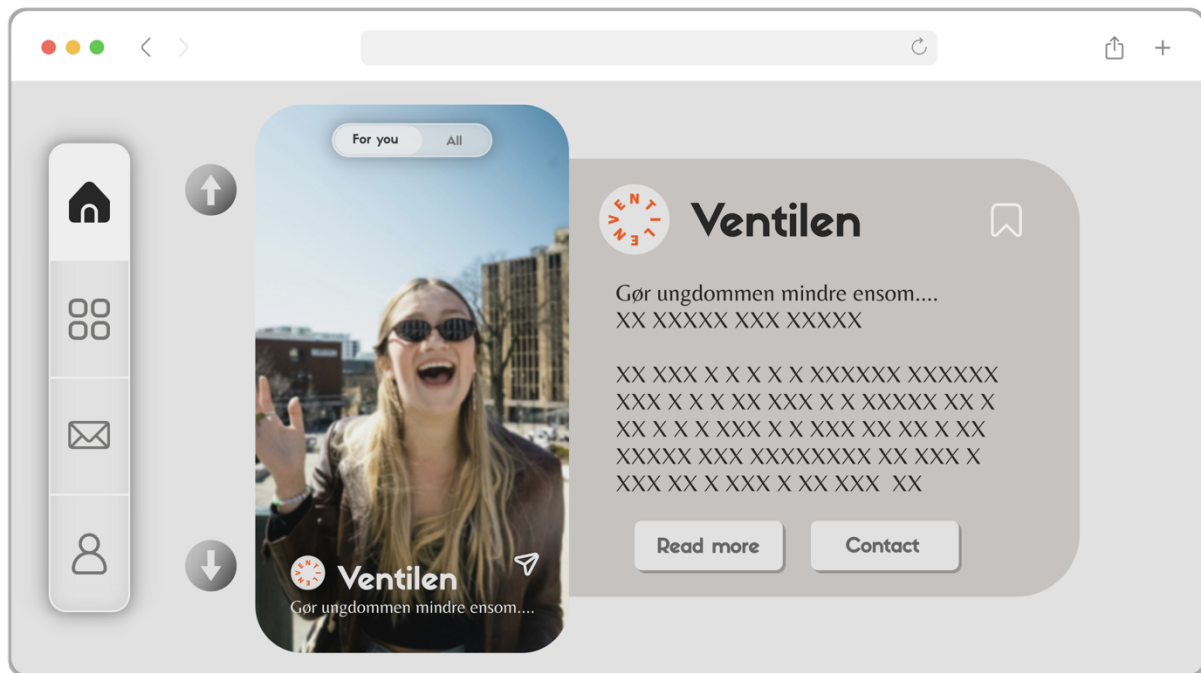 For you
All
VENTILEN
Ventilen
Gør ungdommen mindre ensom....
XX XXXXX XXX XXXXX
XX XXX X X X X X XXXXXX XXXXXX
XXX X X X XX XXX X X XXXXX XX X
XX X X X XXX X X XXX XX XX X XX
XXXXX XXX XXXXXXXX XX XXX X
XXX XX X XXX X XX XXX  XX
Read more
Contact
VENTILEN
Ventilen
Gør ungdommen mindre ensom....